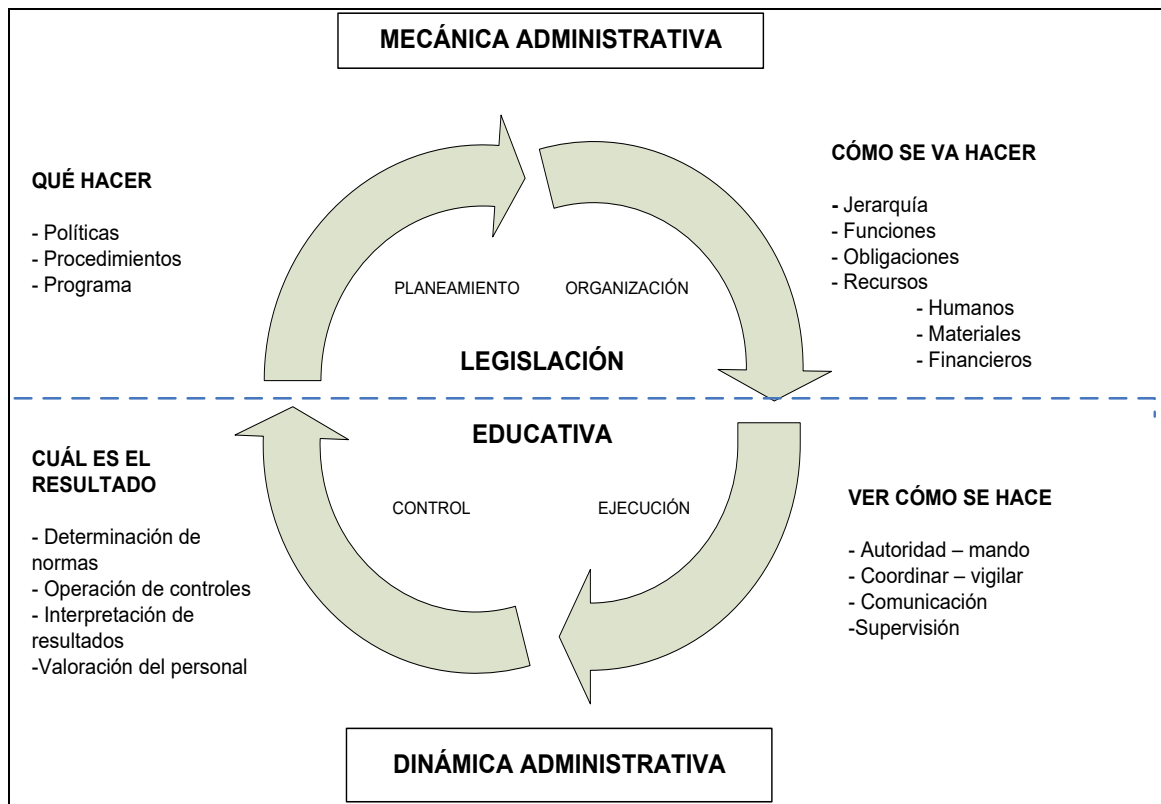 MECÁNICA ADMINISTRATIVA
QUÉ HACER
- Políticas
- Procedimientos
- Programa
CÓMO SE VA HACER
- Jerarquía
- Funciones
- Obligaciones
- Recursos
- Humanos
- Materiales
- Financieros
PLANEAMIENTO
ORGANIZACIÓN
LEGISLACIÓN
EDUCATIVA
CONTROL
EJECUCIÓN
CUÁL ES EL
RESULTADO
- Determinación de
normas
- Operación de controles
- Interpretación de
resultados
-Valoración del personal
VER CÓMO SE HACE
- Autoridad – mando
- Coordinar – vigilar
- Comunicación
-Supervisión
DINÁMICA ADMINISTRATIVA